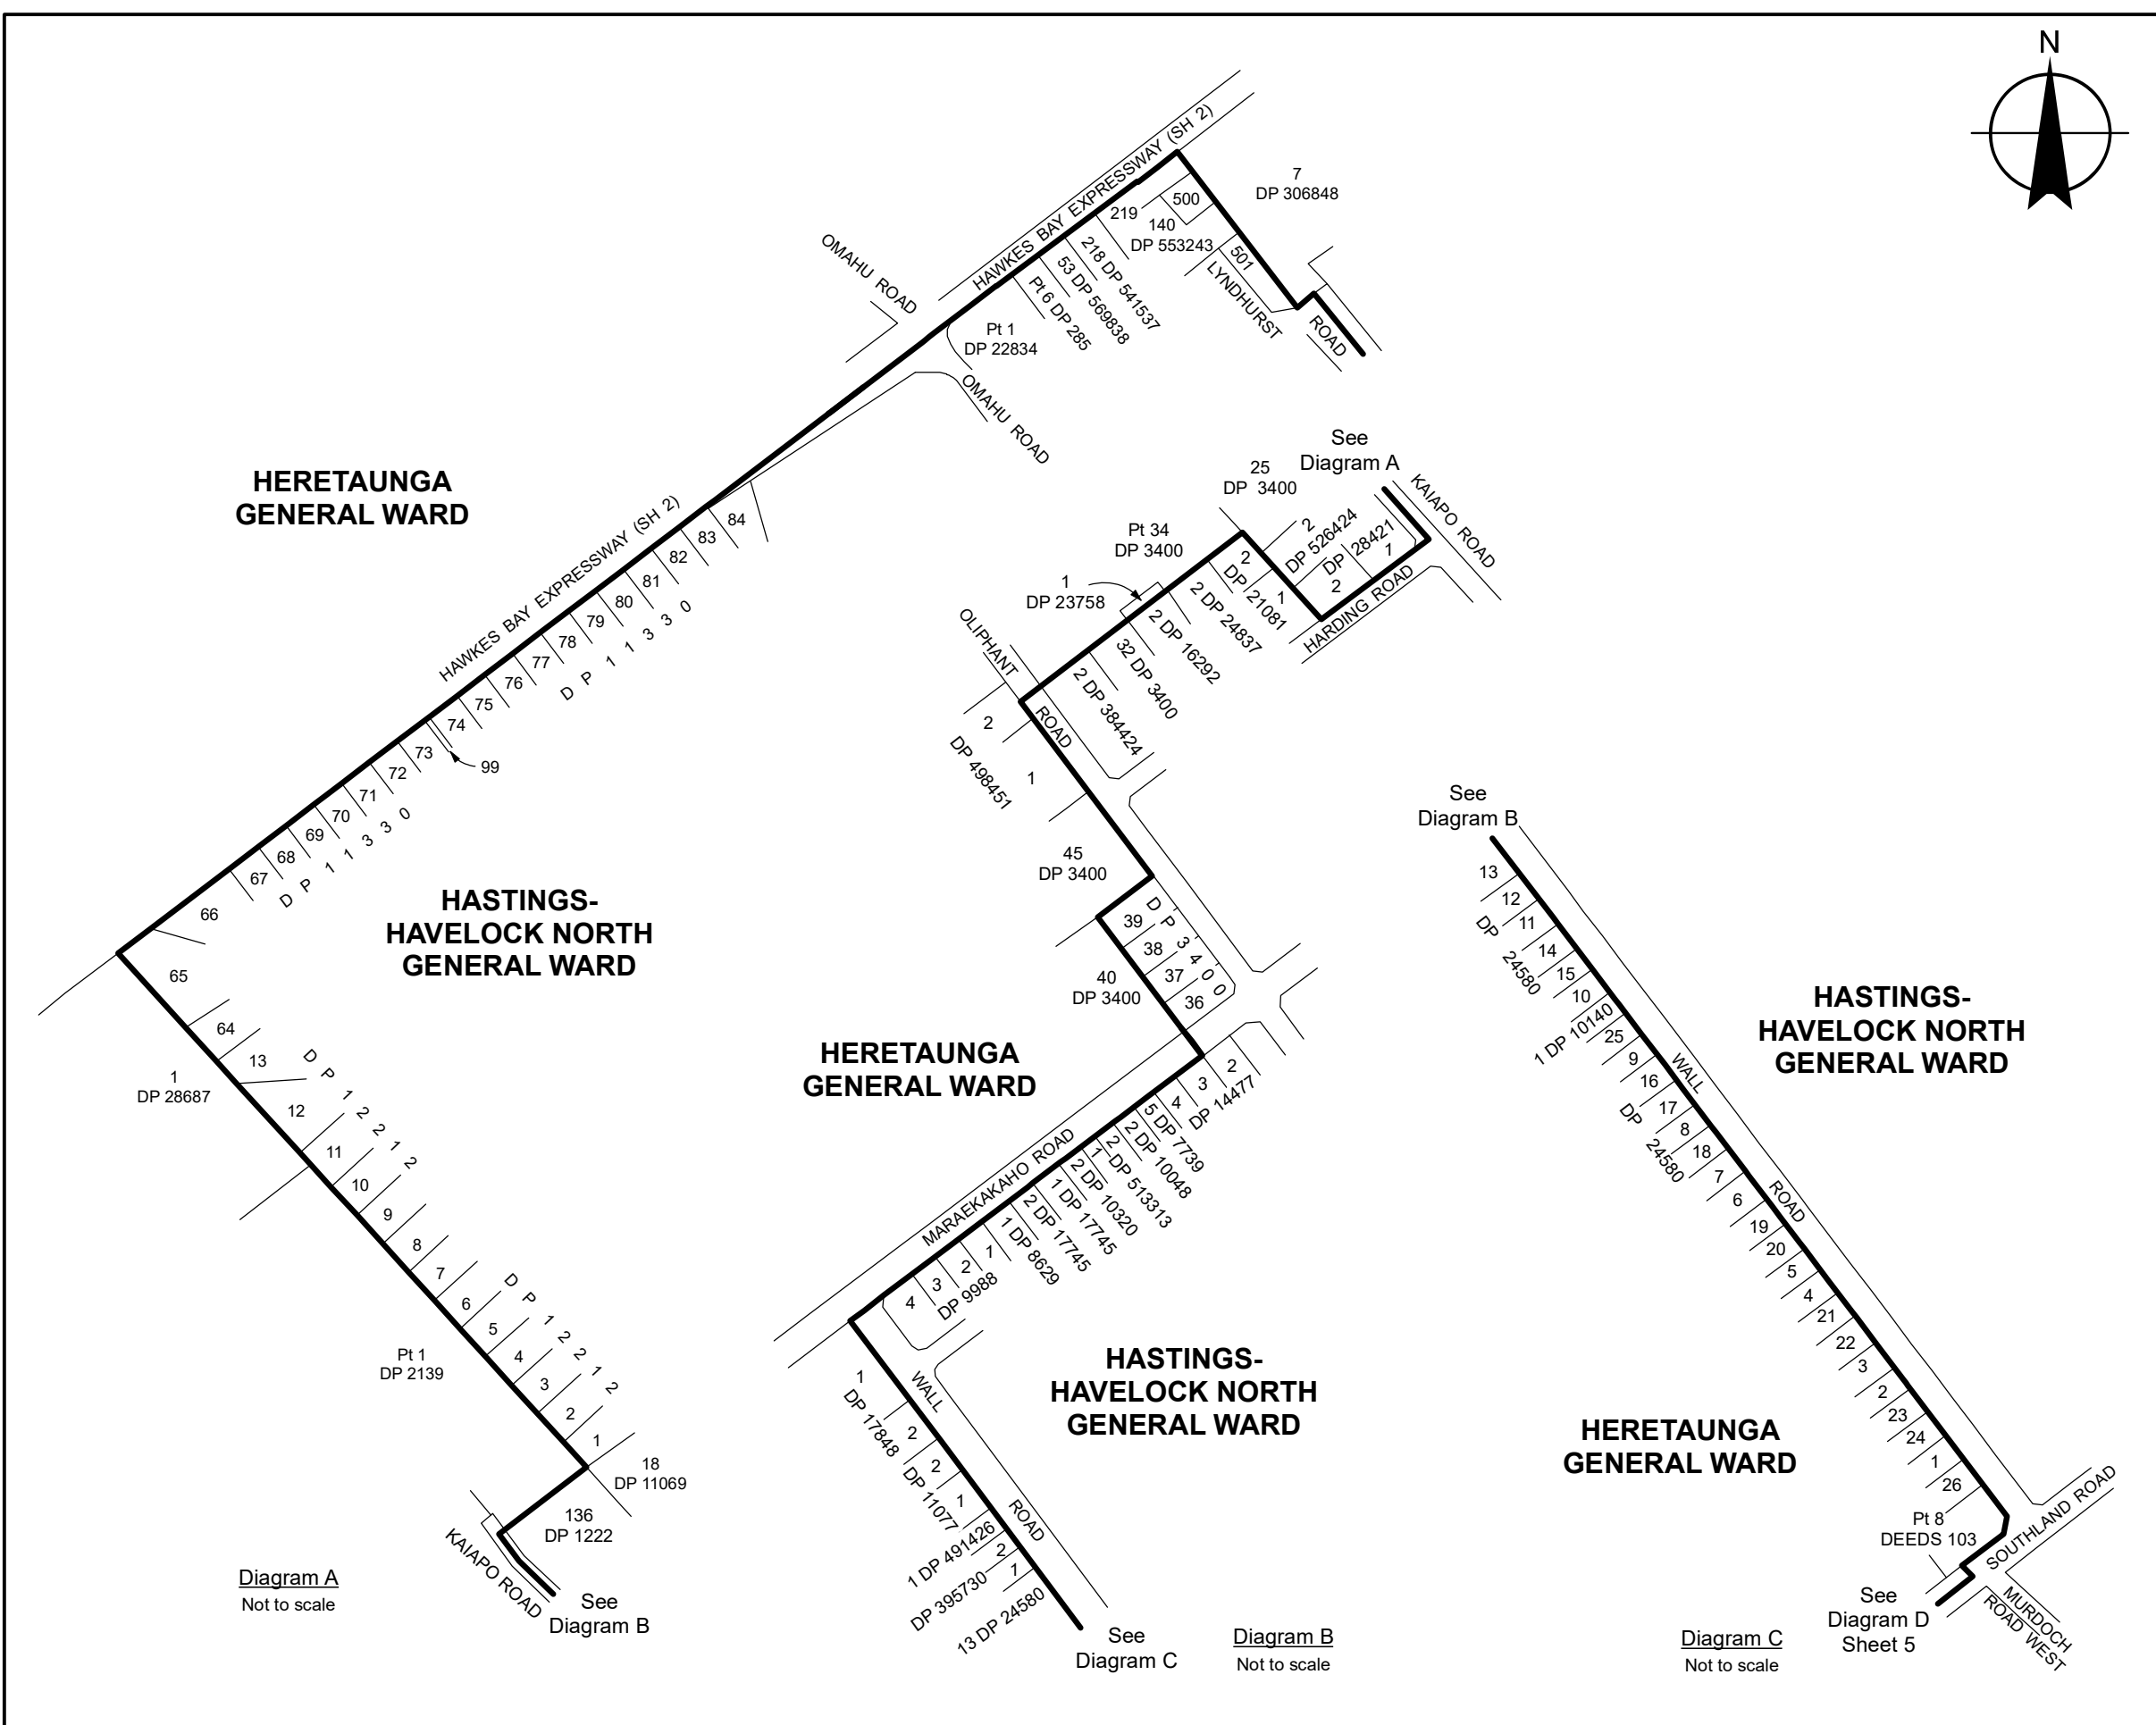 N
HAWKES BAY EXPRESSWAY (SH 2)
7
DP 306848
500
219
140
DP 553243
501
218 DP 541537
53 DP 569838
Pt 6 DP 285
LYNDHURST
ROAD
OMAHU ROAD
Pt 1
DP 22834
OMAHU ROAD
HERETAUNGA
GENERAL WARD
HAWKES BAY EXPRESSWAY (SH 2)
84
83
82
81
80
79
78
77
76
75
74
73
72
71
70
69
68
67
66
65
99
DP 11330
DP 11330
HASTINGS-
HAVELOCK NORTH
GENERAL WARD
64
13
12
11
10
9
8
7
6
5
4
3
2
1
DP 12212
DP 12212
1
DP 28687
Pt 1
DP 2139
18
DP 11069
136
DP 1222
KAIAPO ROAD
See
Diagram B
Diagram A
Not to scale
See
Diagram A
KAIAPO ROAD
25
DP 3400
2
DP 526424
DP 28421
1
2
HARDING ROAD
Pt 34
DP 3400
1
DP 23758
2
DP 21081
1
2 DP 24837
2 DP 16292
32 DP 3400
2 DP 384424
OLIPHANT
ROAD
2
DP 498451
1
45
DP 3400
DP 3400
39
38
37
36
40
DP 3400
HERETAUNGA
GENERAL WARD
MARAEKAKAHO ROAD
2
3
DP 14477
4
5 DP 7739
2 DP 10048
2
DP 513313
1
2 DP 10320
1 DP 17745
2 DP 17745
1 DP 8629
1
2
DP 9988
3
4
HASTINGS-
HAVELOCK NORTH
GENERAL WARD
WALL
ROAD
1
DP 17848
2
2
DP 11077
1
1 DP 491426
2
DP 395730
1
13 DP 24580
See
Diagram C
Diagram B
Not to scale
See
Diagram B
13
12
11
DP
24580
14
15
10
1 DP 10140
25
9
16
DP
24580
17
8
18
7
6
19
20
5
4
21
22
3
2
23
24
1
26
WALL
ROAD
HASTINGS-
HAVELOCK NORTH
GENERAL WARD
HERETAUNGA
GENERAL WARD
Pt 8
DEEDS 103
SOUTHLAND ROAD
MURDOCH
ROAD WEST
See
Diagram D
Sheet 5
Diagram C
Not to scale